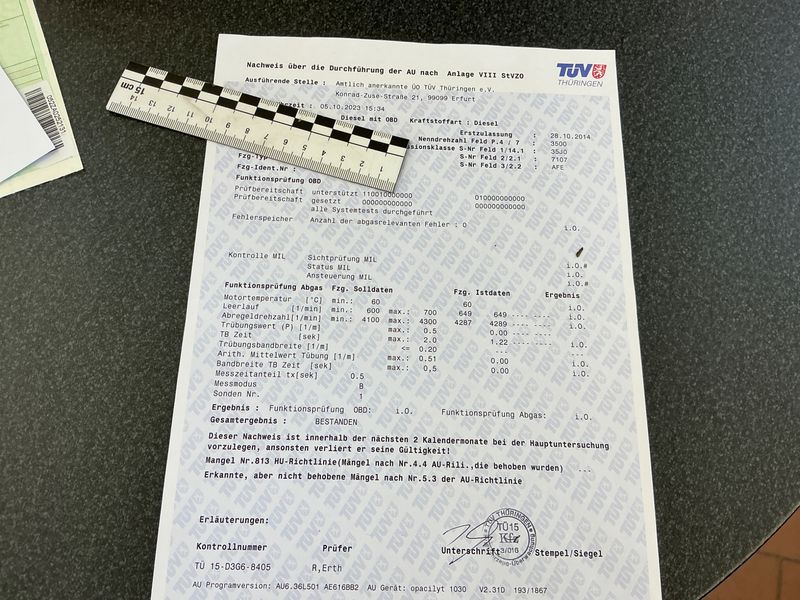 Nachweis über die Durchführung der AU nach Anlage VIII StVZO
TÜV
THÜRINGEN
Ausführende Stelle : Amtlich anerkannte ÜO TÜV Thüringen e.V.
Konrad-Zuse-Straße 21, 99099 Erfurt
05.10.2023 15:34
Diesel mit OBD Kraftstoffart : Diesel
Erstzulassung : 28.10.2014
Nenndrehzahl Feld P.4 / 7 : 3500
S-Nr Feld 1/14.1 : 35J0
Fzg-Typ S-Nr Feld 2/2.1 : 7107
Fzg-Ident.Nr : S-Nr Feld 3/2.2 : AFE
Funktionsprüfung OBD
Prüfbereitschaft unterstützt 110010000000 010000000000
Prüfbereitschaft gesetzt 000000000000 000000000000
alle Systemtests durchgeführt
Fehlerspeicher Anzahl der abgasrelevanten Fehler : 0 i.O.
Kontrolle MIL Sichtprüfung MIL i.O.#
Status MIL i.O.
Ansteuerung MIL i.O.#
Funktionsprüfung Abgas Fzg. Solldaten Fzg. Istdaten Ergebnis
Motortemperatur [°C] min.: 60 60 i.O.
Leerlauf [1/min] min.: 600 max.: 700 649 649 ---- ---- i.O.
Abregeldrehzahl[1/min] min.: 4100 max.: 4300 4287 4289 ---- ---- i.O.
Trübungswert (P) [1/m] max.: 0.5 0.00 ---- ---- i.O.
TB Zeit [sek] max.: 2.0 1.22 ---- ---- i.O.
Trübungsbandbreite [1/m] <= 0.20 --- ---
Arith. Mittelwert Tübung [1/m] max.: 0.51 0.00 i.O.
Bandbreite TB Zeit [sek] max.: 0,5 0.00 i.O.
Messzeitanteil tx[sek] 0.5
Messmodus B
Sonden Nr. 1
Ergebnis : Funktionsprüfung OBD: i.O. Funktionsprüfung Abgas: i.O.
Gesamtergebnis : BESTANDEN
Dieser Nachweis ist innerhalb der nächsten 2 Kalendermonate bei der Hauptuntersuchung
vorzulegen, ansonsten verliert er seine Gültigkeit!
Mangel Nr.813 HU-Richtlinie(Mängel nach Nr.4.4 AU-Rili.,die behoben wurden) ...
Erkannte, aber nicht behobene Mängel nach Nr.5.3 der AU-Richtlinie
Erläuterungen:
TÜV THÜRINGEN
TÜ15
Kfz
Kontrollnummer Prüfer Unterschrift Stempel/Siegel
TÜ 15-D3G6-8405 R,Erth
AU Programversion: AU6.36L501 AE616BB2 AU Gerät: opacilyt 1030 V2.31D 193/1867
15 cm 14 13 12 11 10 9 8 7 6 5 4 3 2 1